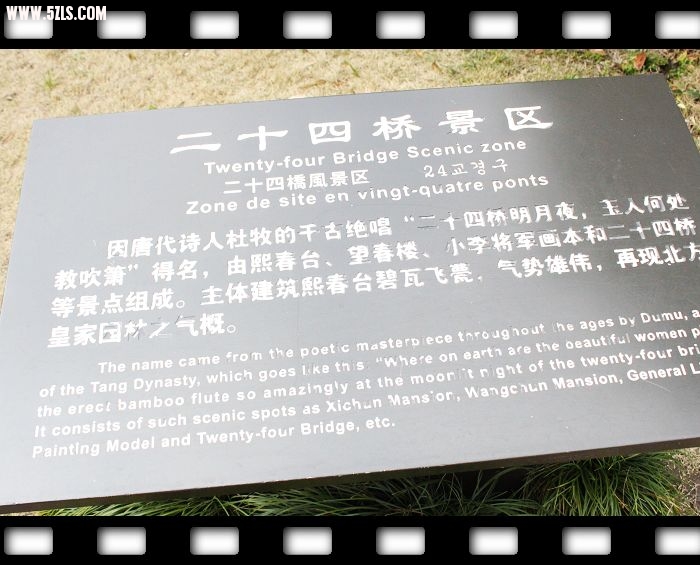 WWW.5ZLS.COM
二十四桥景区
Twenty-four Bridge Scenic zone
二十四橋風景区 24교경구
Zone de site en vingt-quatre ponts
因唐代诗人杜牧的千古绝唱“二十四桥明月夜，玉人何处
教吹箫”得名，由熙春台、望春楼、小李将军画本和二十四桥
等景点组成。主体建筑熙春台碧瓦飞甍，气势雄伟，再现北方
皇家园林之气概。
The name came from the poetic masterpiece throughout the ages by Dumu, a
of the Tang Dynasty, which goes like this: "Where on earth are the beautiful women
the erect bamboo flute so amazingly at the moonlit night of the twenty-four
It consists of such scenic spots as Xichun Mansion, Wangchun Mansion, General
Painting Model and Twenty-four Bridge, etc.